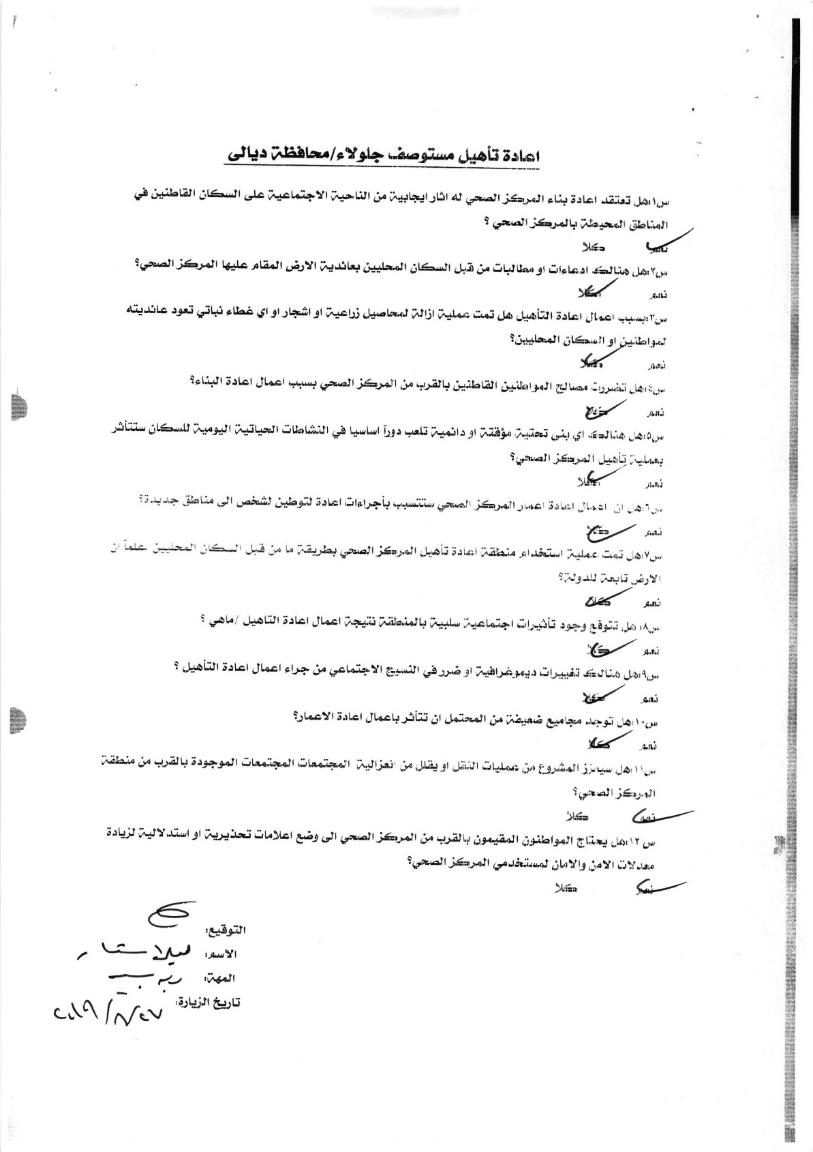 اعادة تأهيل مستوصف جلولاء/محافظة ديالى
س١:هل تعتقد اعادة بناء المركز الصحي له اثار ايجابية من الناحية الاجتماعية على السكان القاطنين في
المناطق المحيطة بالمركز الصحي ؟
نعم كلا
س٢:هل هنالك ادعاءات او مطالبات من قبل السكان المحليين بعائدية الارض المقام عليها المركز الصحي؟
نعم كلا
س٣:بسبب اعمال اعادة التأهيل هل تمت عملية ازالة لمحاصيل زراعية او اشجار او اي غطاء نباتي تعود عائديته
لمواطنين او السكان المحليين؟
نعم كلا
س٤:هل تضررت مصالح المواطنين القاطنين بالقرب من المركز الصحي بسبب اعمال اعادة البناء؟
نعم كلا
س٥:هل هنالك اي بنى تحتية مؤقتة او دائمية تلعب دوراً اساسيا في النشاطات الحياتية اليومية للسكان ستتأثر
بعملية تأهيل المركز الصحي؟
نعم كلا
س٦:هل ان اعمال اعادة اعمار المركز الصحي ستتسبب بأجراءات اعادة لتوطين لشخص الى مناطق جديدة؟
نعم كلا
س٧:هل تمت عملية استخدام منطقة اعادة تأهيل المركز الصحي بطريقة ما من قبل السكان المحليين علماً ان
الارض تابعة للدولة؟
نعم كلا
س٨:هل تتوقع وجود تأثيرات اجتماعية سلبية بالمنطقة نتيجة اعمال اعادة التاهيل /ماهي ؟
نعم كلا
س٩:هل هنالك تغييرات ديموغرافية او ضرر في النسيج الاجتماعي من جراء اعمال اعادة التأهيل ؟
نعم كلا
س١٠:هل توجد مجاميع ضعيفة من المحتمل ان تتأثر باعمال اعادة الاعمار؟
نعم كلا
س١١:هل سيعزز المشروع من عمليات النقل او يقلل من انعزالية المجتمعات المجتمعات الموجودة بالقرب من منطقة
المركز الصحي؟
نعم كلا
س١٢:هل يحتاج المواطنون المقيمون بالقرب من المركز الصحي الى وضع اعلامات تحذيرية او استدلالية لزيادة
معدلات الامن والامان لمستخدمي المركز الصحي؟
نعم كلا
التوقيع:
الاسم: ستار
المهنة:
تاريخ الزيارة: